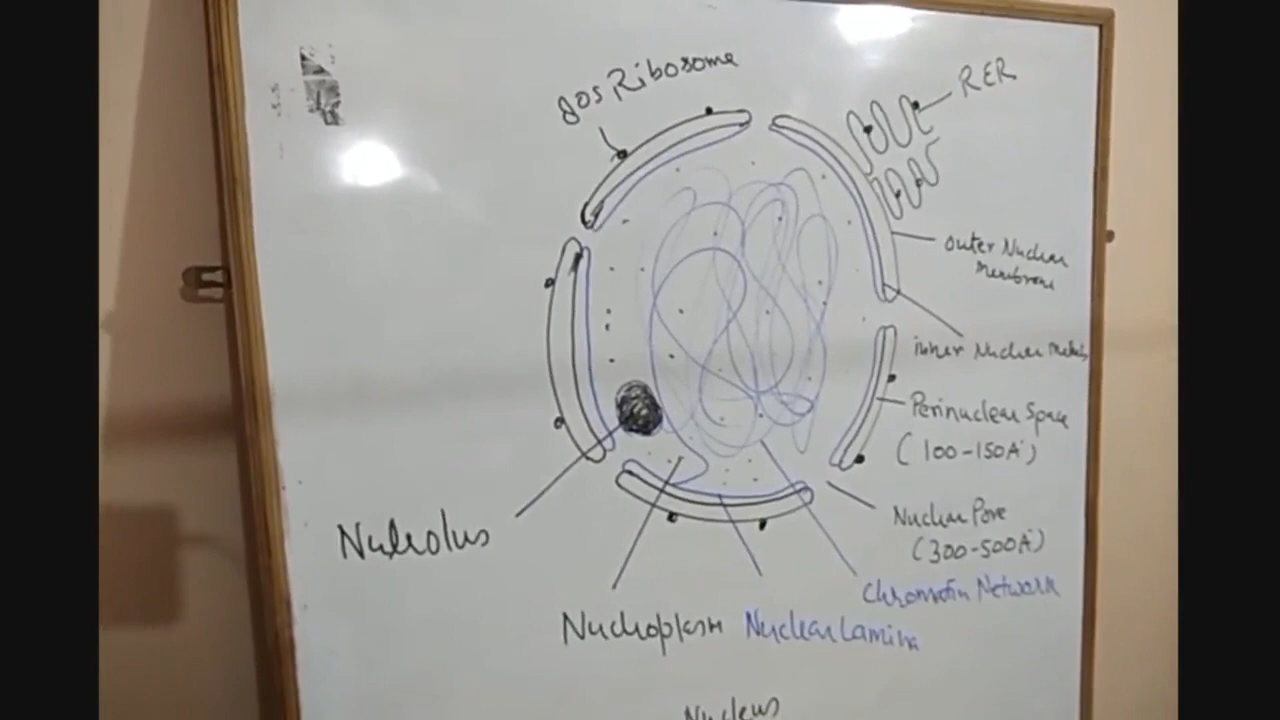 80S Ribosome
RER
Outer Nuclear
Membrane
inner Nuclear
Perinuclear Space
(100-150Å)
Nuclear Pore
(300-500Å)
Chromatin Network
Nuleolus
Nucleoplasm
Nuclear Lamina
Nucleus